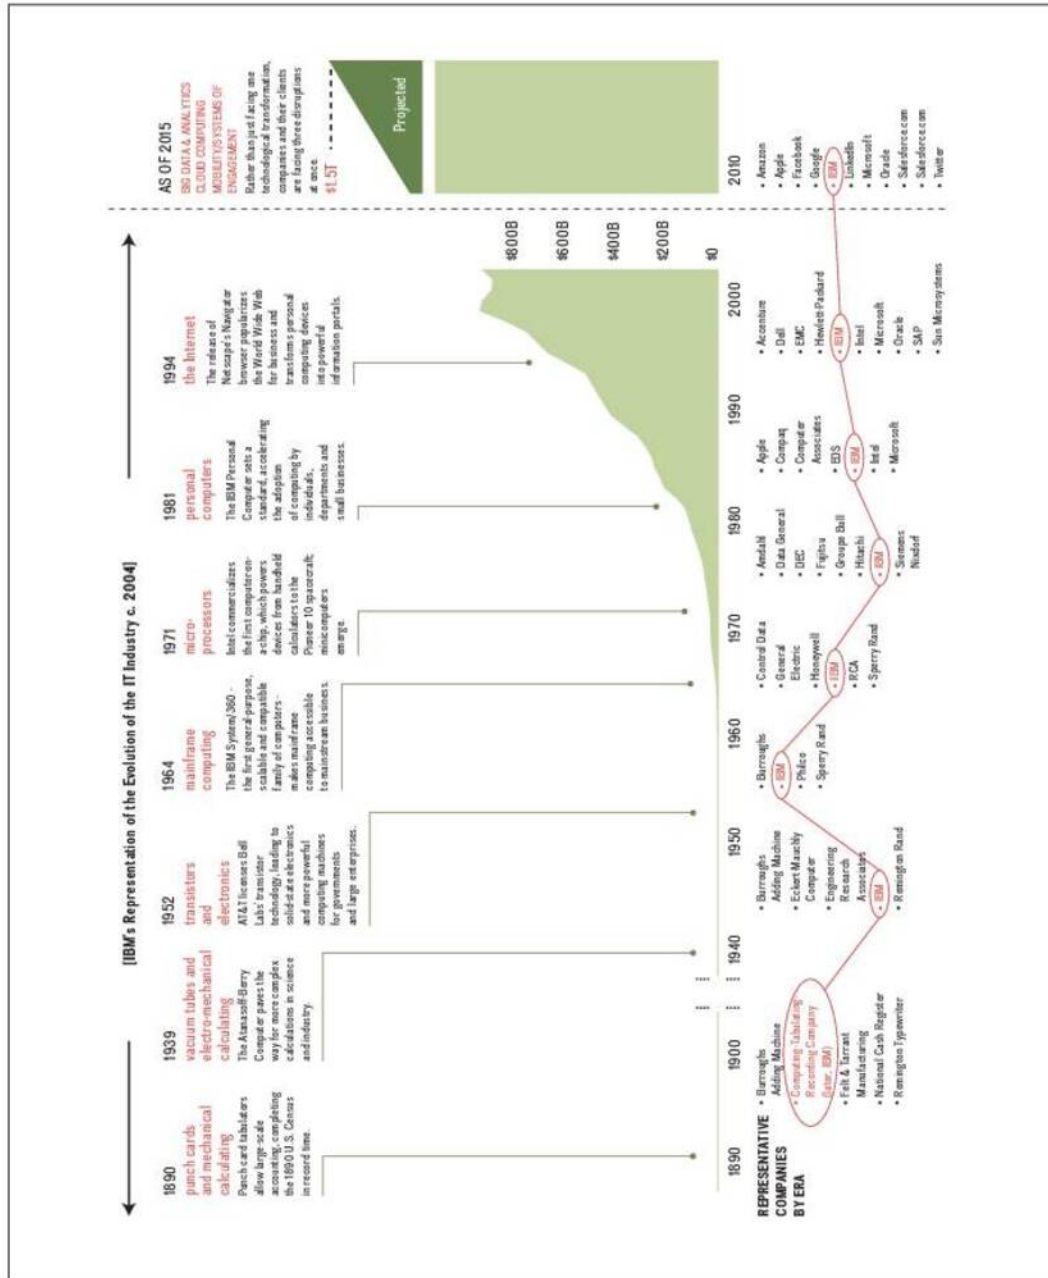 [IBM's Representation of the Evolution of the IT Industry c. 2004]
1890
punch cards
and mechanical
calculating
Punch card tabulators
allow large-scale
accounting, completing
the 1890 U.S. Census
in record time.
1939
vacuum tubes and
electro-mechanical
calculating
The Atanasoff-Berry
Computer paves the
way for more complex
calculations in science
and industry.
1952
transistors
and
electronics
AT&T licenses Bell
Labs' transistor
technology, leading to
solid-state electronics
and more powerful
computing machines
for governments
and large enterprises.
1964
mainframe
computing
The IBM System/360 -
the first general-purpose,
scalable and compatible
family of computers -
makes mainframe
computing accessible
to mainstream business.
1971
micro-
processors
Intel commercializes
the first computer-on-
a-chip, which powers
devices from handheld
calculators to the
Pioneer 10 spacecraft;
minicomputers
emerge.
1981
personal
computers
The IBM Personal
Computer sets a
standard, accelerating
the adoption
of computing by
individuals,
departments and
small businesses.
1994
the Internet
The release of
Netscape's Navigator
browser popularizes
the World Wide Web
for business and
transforms personal
computing devices
into powerful
information portals.
AS OF 2015
BIG DATA & ANALYTICS
CLOUD COMPUTING
MOBILITY/SYSTEMS OF
ENGAGEMENT
Rather than just facing one
technological transformation,
companies and their clients
are facing three disruptions
at once.
$1.5T
Projected
$800B
$600B
$400B
$200B
$0
1890
1900
1940
1950
1960
1970
1980
1990
2000
2010
REPRESENTATIVE
COMPANIES
BY ERA
• Burroughs
Adding Machine
• Computing Tabulating
Recording Company
(later, IBM)
• Felt & Tarrant
Manufacturing
• National Cash Register
• Remington Typewriter
• Burroughs
Adding Machine
• Eckert Mauchly
Computer
• Engineering
Research
Associates
• IBM
• Remington Rand
• Burroughs
• IBM
• Philco
• Sperry Rand
• Control Data
• General
Electric
• Honeywell
• IBM
• RCA
• Sperry Rand
• Amdahl
• Data General
• DEC
• Fujitsu
• Groupe Bull
• Hitachi
• IBM
• Siemens
Nixdorf
• Apple
• Compaq
• Computer
Associates
• EDS
• IBM
• Intel
• Microsoft
• Accenture
• Dell
• EMC
• Hewlett-Packard
• IBM
• Intel
• Microsoft
• Oracle
• SAP
• Sun Microsystems
• Amazon
• Apple
• Facebook
• Google
• IBM
• LinkedIn
• Microsoft
• Oracle
• Salesforce.com
• Salesforce.com
• Twitter